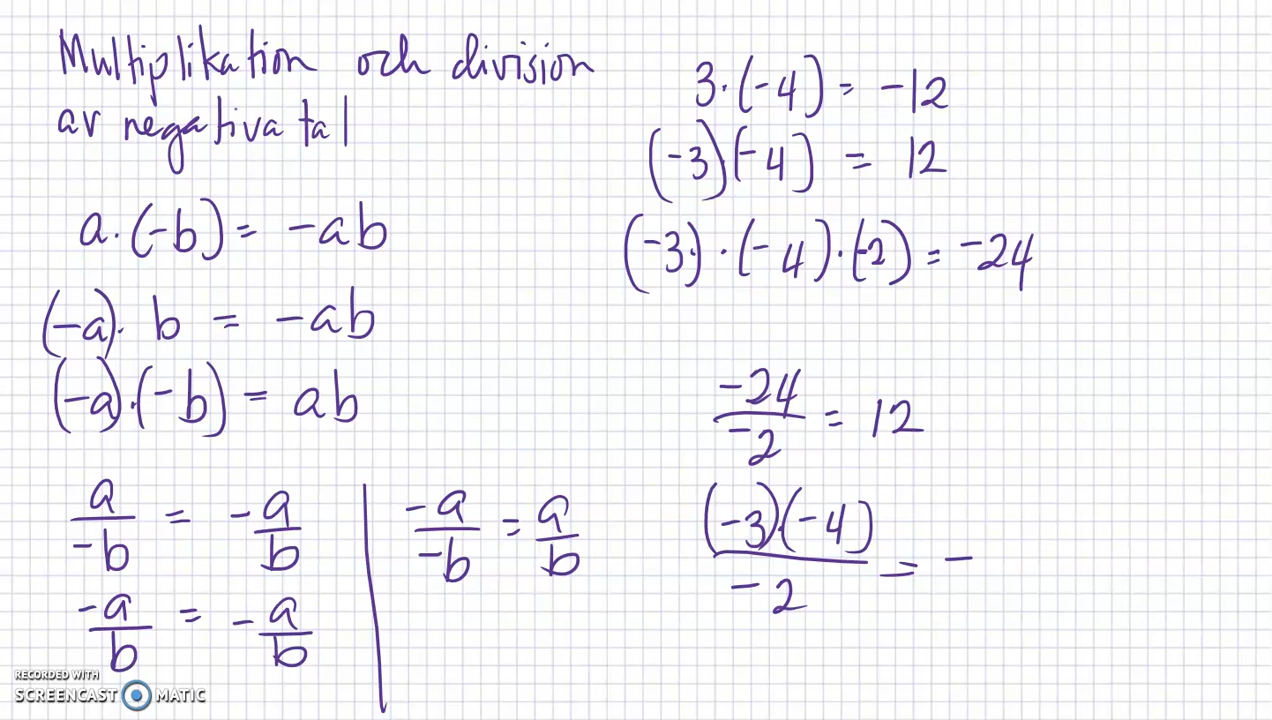 Multiplikation och division
av negativa tal
a·(-b) = -ab
(-a)· b = -ab
(-a)·(-b) = ab
a/-b = -a/b
-a/b = -a/b
-a/-b = a/b
3·(-4) = -12
(-3)·(-4) = 12
(-3)·(-4)·(-2) = -24
-24/-2 = 12
(-3)·(-4)/-2 = -
RECORDED WITH
SCREENCAST MATIC